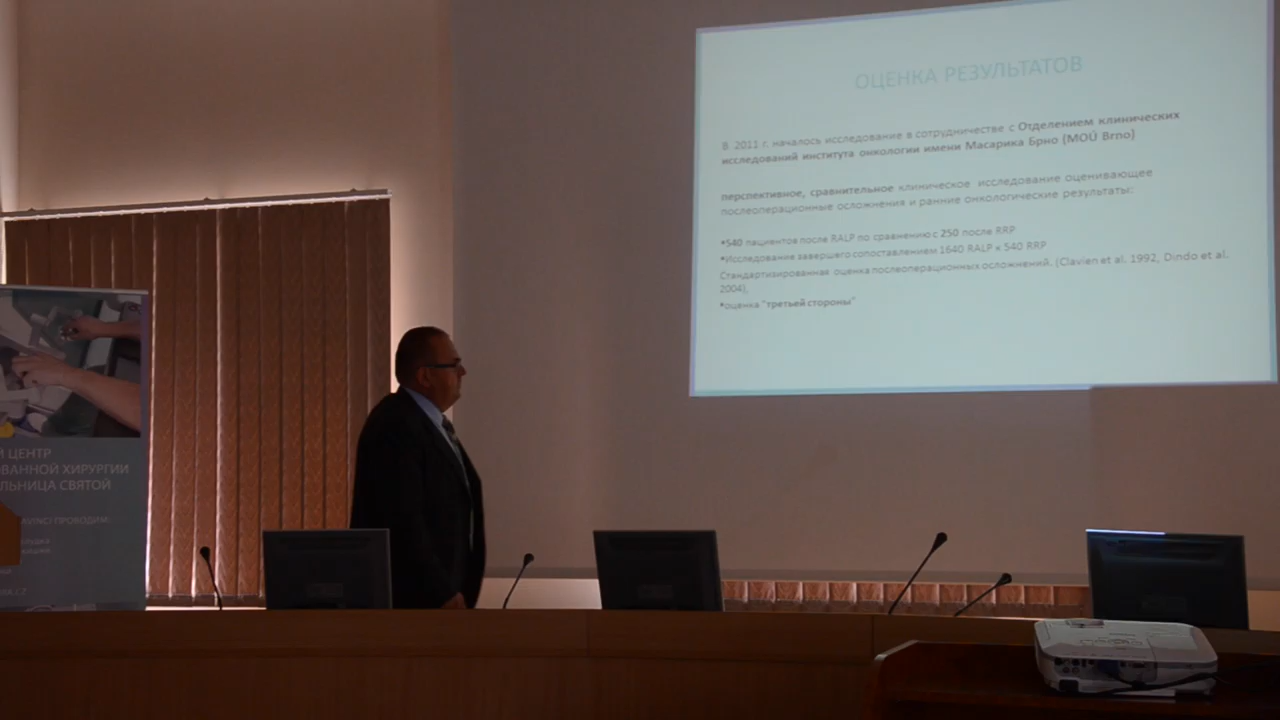 ОЦЕНКА РЕЗУЛЬТАТОВ
В 2011 г. началось исследование в сотрудничестве с Отделением клинических
исследований института онкологии имени Масарика Брно (MOÚ Brno)
перспективное, сравнительное клиническое исследование оценивающее
послеоперационные осложнения и ранние онкологические результаты:
•540 пациентов после RALP по сравнению с 250 после RRP
•Исследование завершего сопоставлением 1640 RALP к 540 RRP
Стандартизированная оценка послеоперационных осложнений. (Clavien et al. 1992, Dindo et al.
2004),
•оценка "третьей стороны"
Й ЦЕНТР
ОВАННОЙ ХИРУРГИИ
ЛЬНИЦА СВЯТОЙ
AVINCI ПРОВОДИМ: